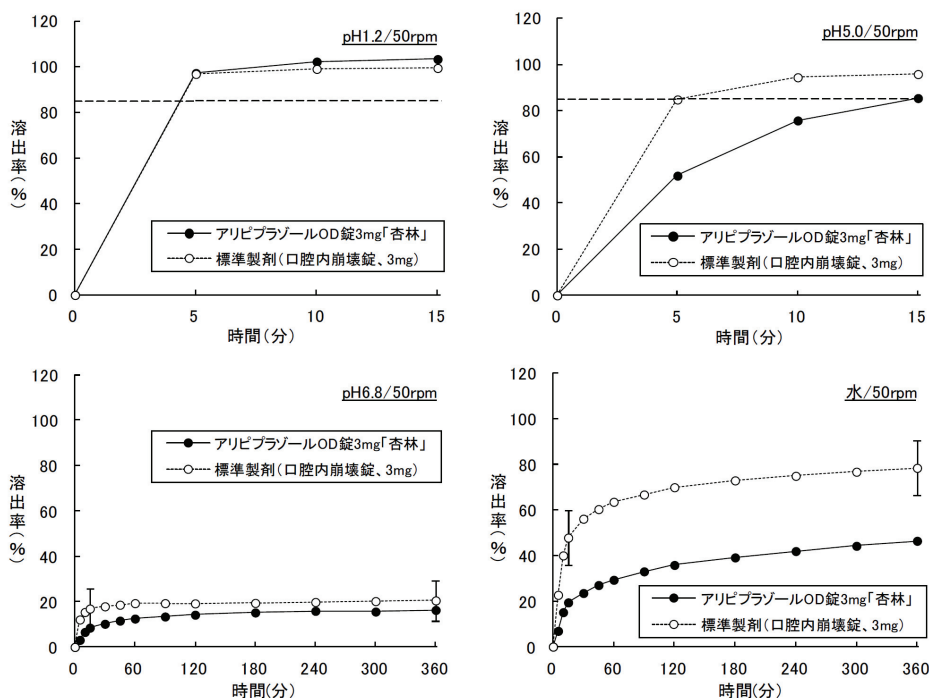 pH1.2/50rpm
120
100
80
60
40
20
0
溶出率(%)
アリピプラゾールOD錠3mg「杏林」
標準製剤(口腔内崩壊錠、3mg)
0 5 10 15
時間(分)
pH5.0/50rpm
120
100
80
60
40
20
0
溶出率(%)
アリピプラゾールOD錠3mg「杏林」
標準製剤(口腔内崩壊錠、3mg)
0 5 10 15
時間(分)
pH6.8/50rpm
120
100
80
60
40
20
0
溶出率(%)
アリピプラゾールOD錠3mg「杏林」
標準製剤(口腔内崩壊錠、3mg)
0 60 120 180 240 300 360
時間(分)
水/50rpm
120
100
80
60
40
20
0
溶出率(%)
アリピプラゾールOD錠3mg「杏林」
標準製剤(口腔内崩壊錠、3mg)
0 60 120 180 240 300 360
時間(分)